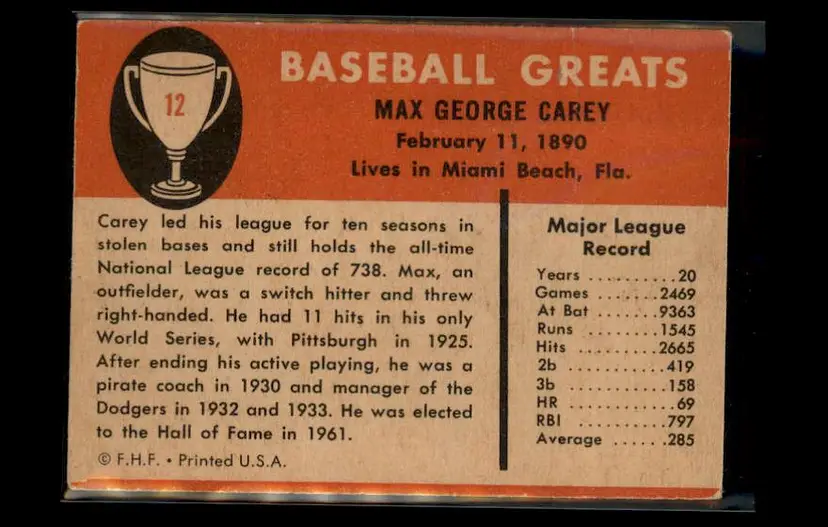 12
BASEBALL GREATS
MAX GEORGE CAREY
February 11, 1890
Lives in Miami Beach, Fla.
Carey led his league for ten seasons in
stolen bases and still holds the all-time
National League record of 738. Max, an
outfielder, was a switch hitter and threw
right-handed. He had 11 hits in his only
World Series, with Pittsburgh in 1925.
After ending his active playing, he was a
pirate coach in 1930 and manager of the
Dodgers in 1932 and 1933. He was elected
to the Hall of Fame in 1961.
© F.H.F. • Printed U.S.A.
Major League
Record
Years ..........20
Games .......2469
At Bat .......9363
Runs ........1545
Hits ..........2665
2b ...........419
3b ...........158
HR ............69
RBI ..........797
Average ......285